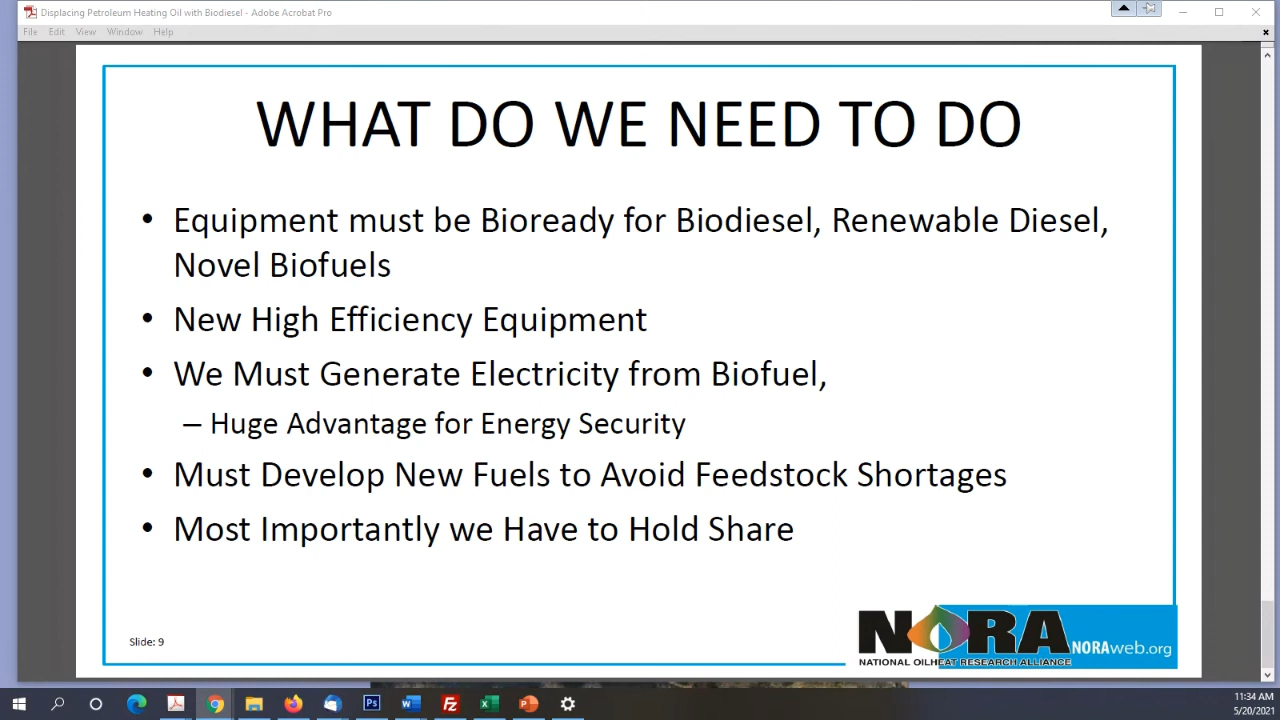 Displacing Petroleum Heating Oil with Biodiesel - Adobe Acrobat Pro
File Edit View Window Help
WHAT DO WE NEED TO DO
• Equipment must be Bioready for Biodiesel, Renewable Diesel,
Novel Biofuels
• New High Efficiency Equipment
• We Must Generate Electricity from Biofuel,
– Huge Advantage for Energy Security
• Must Develop New Fuels to Avoid Feedstock Shortages
• Most Importantly we Have to Hold Share
Slide: 9
NORA
NORAweb.org
NATIONAL OILHEAT RESEARCH ALLIANCE
11:34 AM
5/20/2021